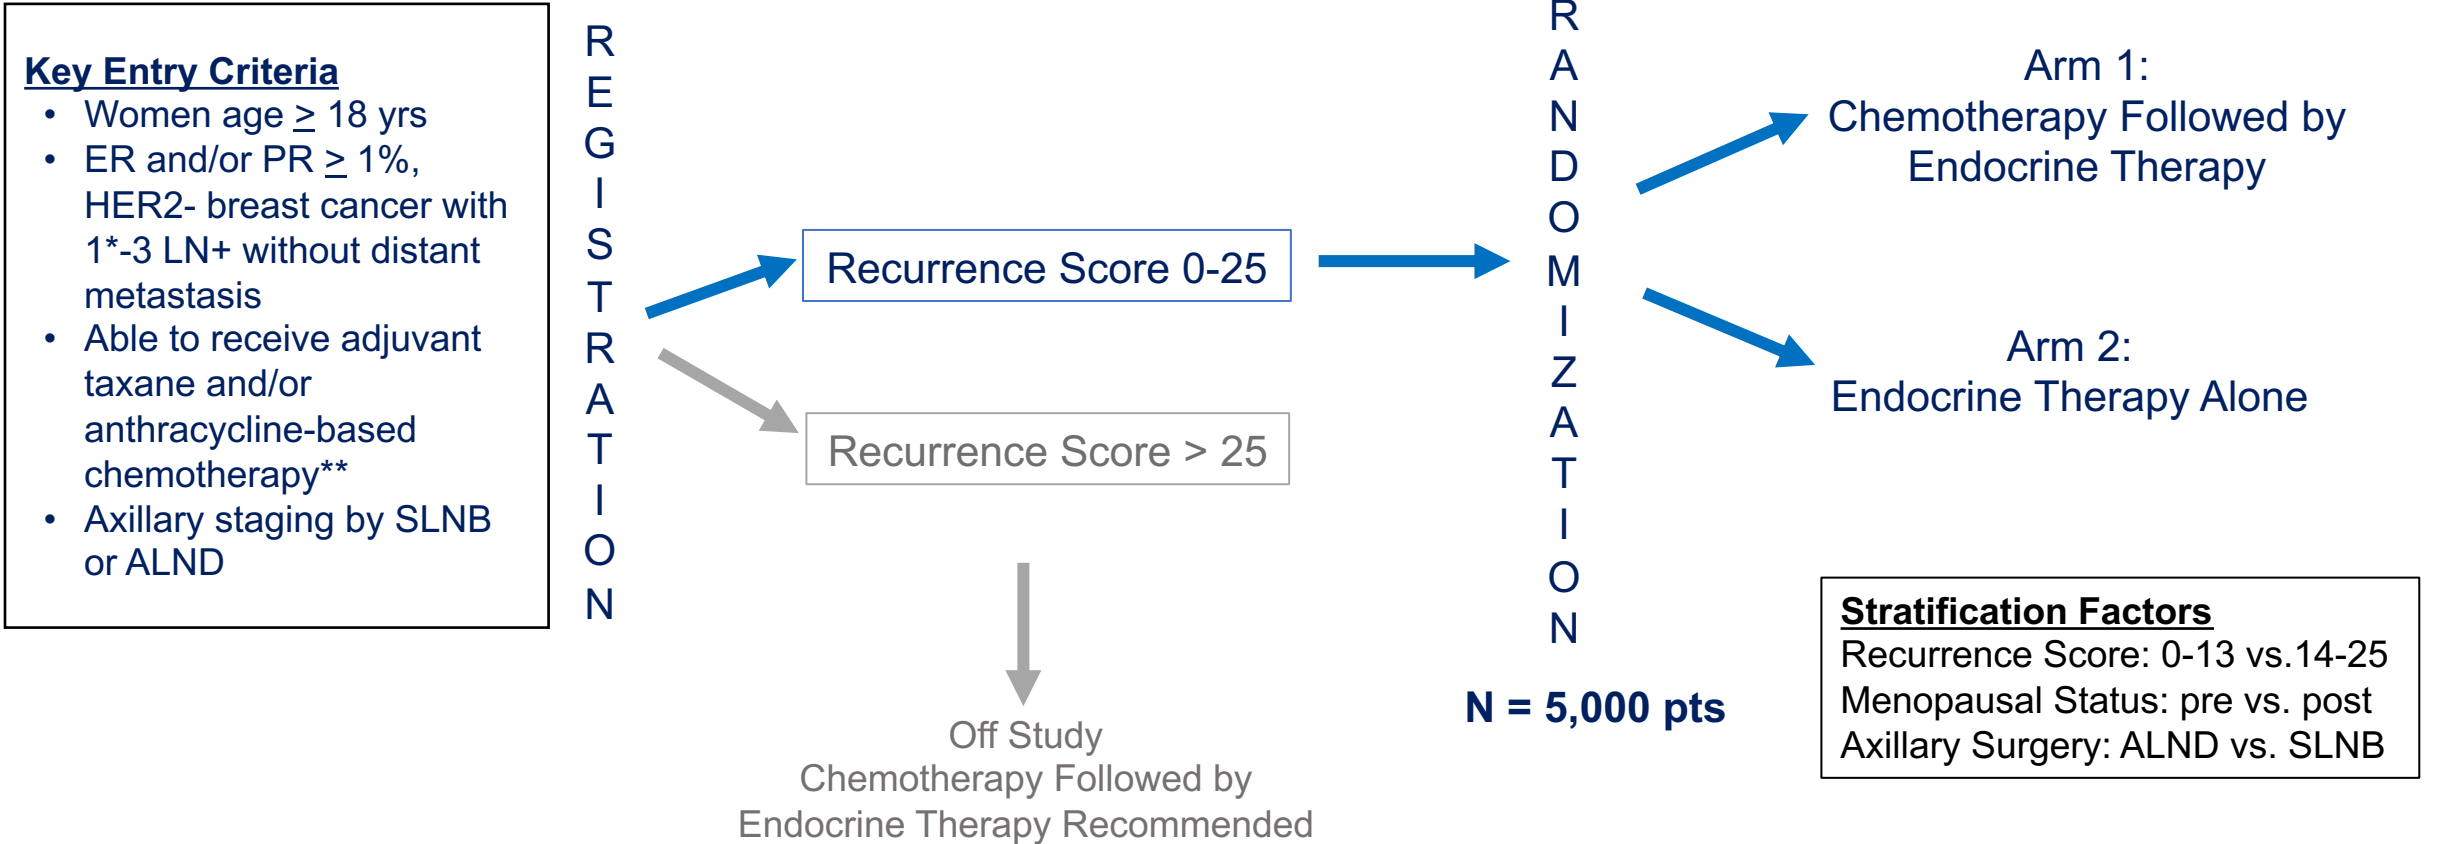 Key Entry Criteria
• Women age ≥ 18 yrs
• ER and/or PR ≥ 1%,
HER2- breast cancer with
1*-3 LN+ without distant
metastasis
• Able to receive adjuvant
taxane and/or
anthracycline-based
chemotherapy**
• Axillary staging by SLNB
or ALND
REGISTRATION
Recurrence Score 0-25
Recurrence Score > 25
Off Study
Chemotherapy Followed by
Endocrine Therapy Recommended
RANDOMIZATION
N = 5,000 pts
Arm 1:
Chemotherapy Followed by
Endocrine Therapy
Arm 2:
Endocrine Therapy Alone
Stratification Factors
Recurrence Score: 0-13 vs.14-25
Menopausal Status: pre vs. post
Axillary Surgery: ALND vs. SLNB